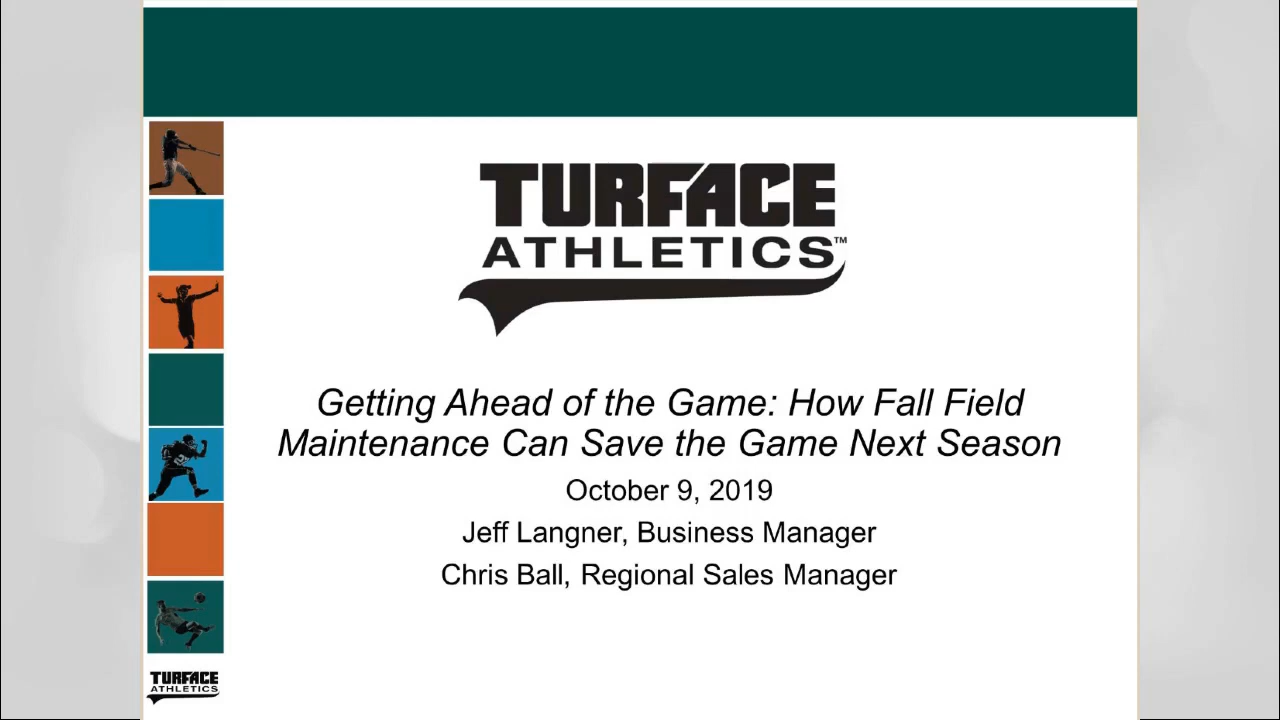 TURFACE
ATHLETICS™
Getting Ahead of the Game: How Fall Field
Maintenance Can Save the Game Next Season
October 9, 2019
Jeff Langner, Business Manager
Chris Ball, Regional Sales Manager
TURFACE
ATHLETICS